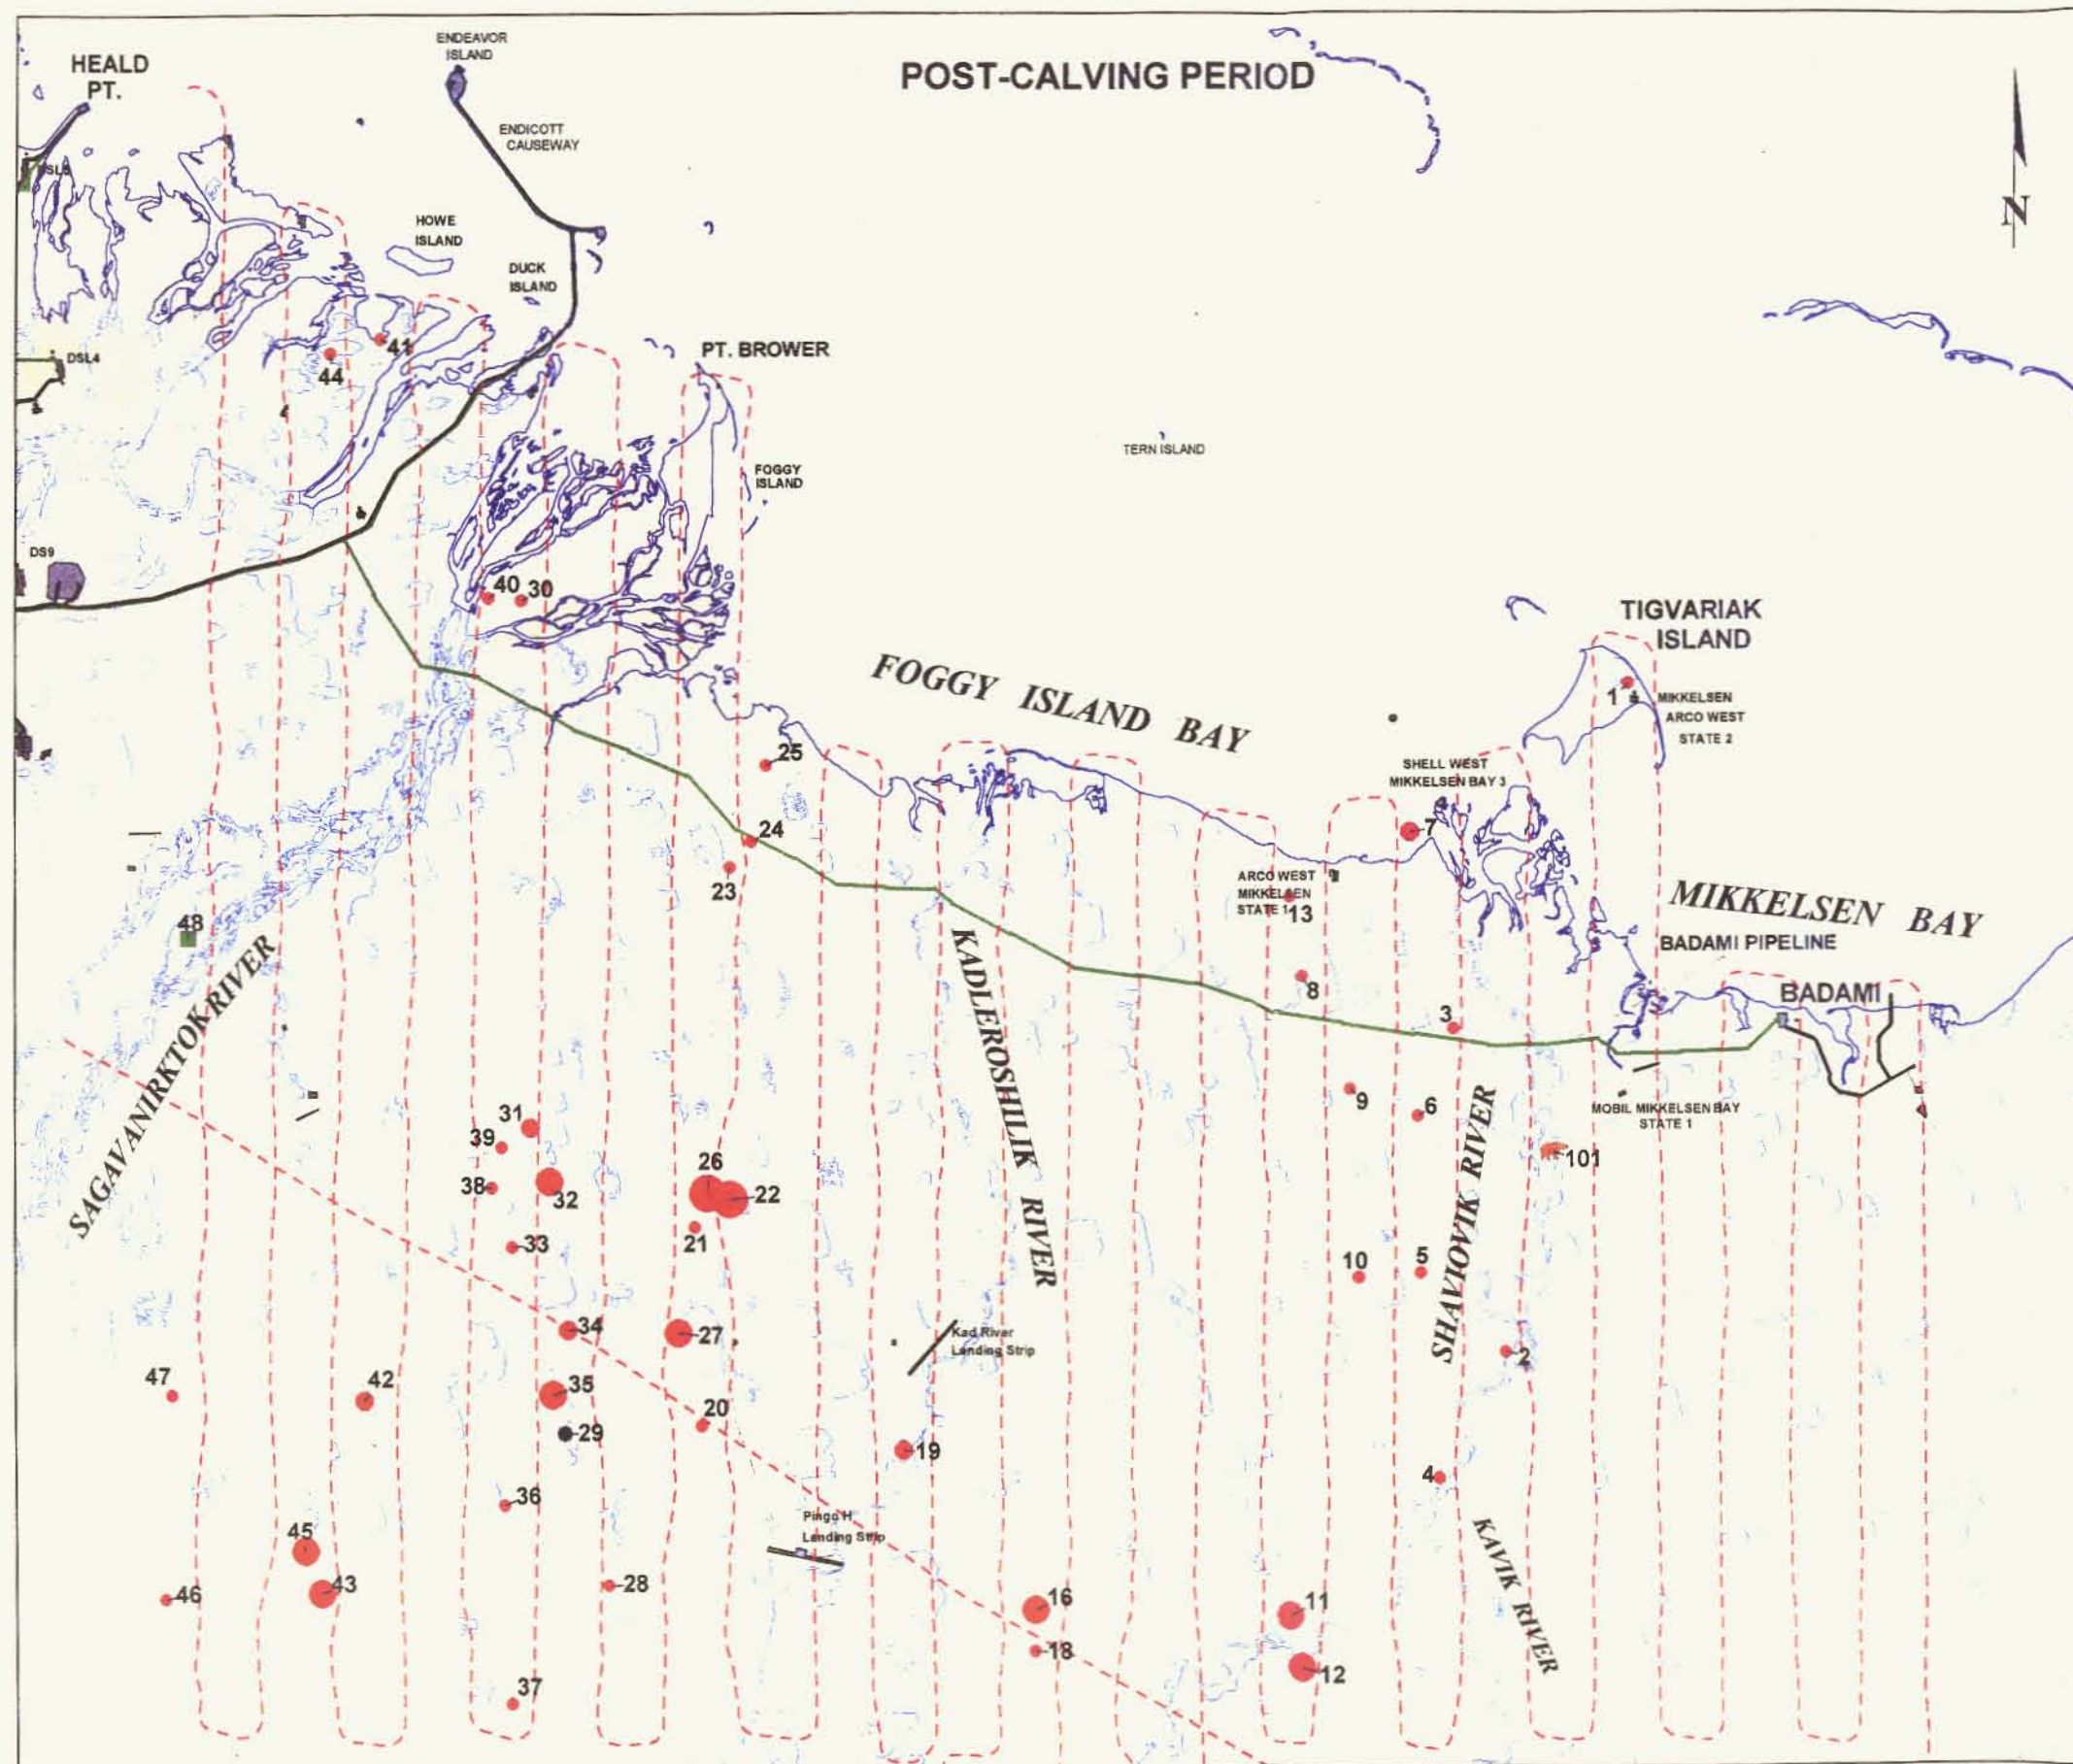 POST-CALVING PERIOD
HEALD
PT.
ENDEAVOR
ISLAND
ENDICOTT
CAUSEWAY
N
HOWE
ISLAND
DUCK
ISLAND
DSL4
41
44
PT. BROWER
TERN ISLAND
FOGGY
ISLAND
DS9
40
30
TIGVARIAK
ISLAND
FOGGY ISLAND BAY
1
MIKKELSEN
ARCO WEST
STATE 2
25
SHELL WEST
MIKKELSEN BAY 3
24
7
23
ARCO WEST
MIKKELSEN
STATE 1
13
MIKKELSEN BAY
48
BADAMI PIPELINE
SAGAVANIRKTOK RIVER
KADLEROSHILIK RIVER
8
BADAMI
3
9
6
SHAVIOVIK RIVER
MOBIL MIKKELSEN BAY
STATE 1
31
39
101
26
38
32
22
33
21
10
5
34
27
Kad River
Landing Strip
2
47
42
35
20
29
19
4
36
Pingo H
Landing Strip
KAVIK RIVER
45
43
46
28
16
11
18
12
37